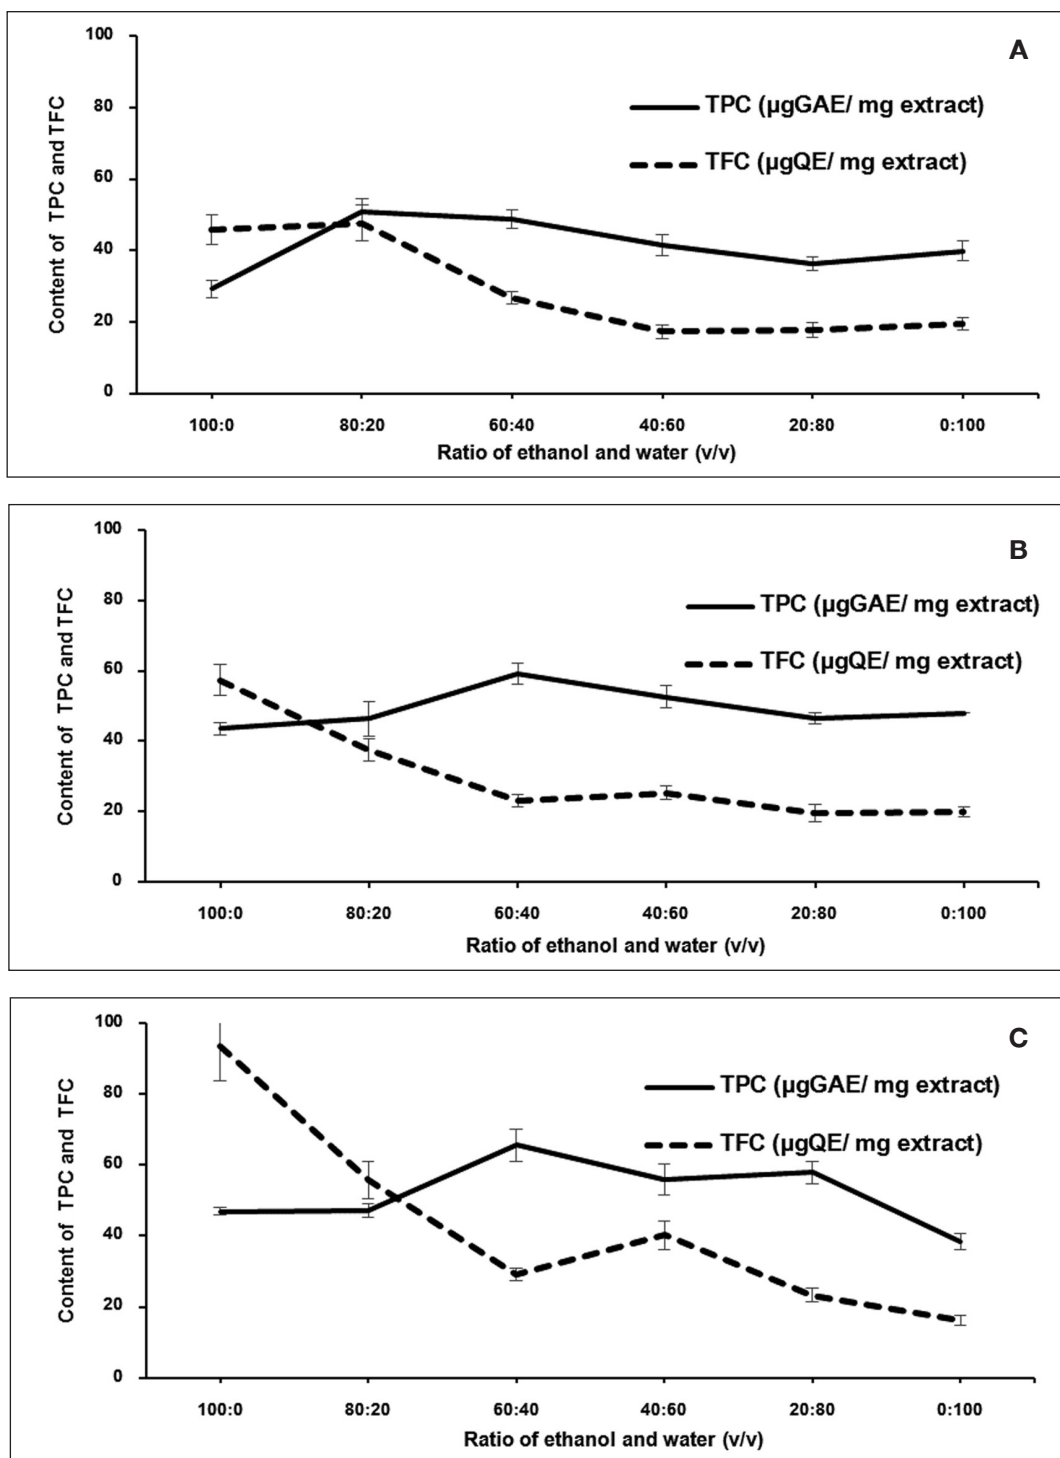 100
A
80
TPC (µgGAE/ mg extract)
60
TFC (µgQE/ mg extract)
40
20
0
Content of TPC and TFC
100:0 80:20 60:40 40:60 20:80 0:100
Ratio of ethanol and water (v/v)
100
B
80
TPC (µgGAE/ mg extract)
60
TFC (µgQE/ mg extract)
40
20
0
Content of TPC and TFC
100:0 80:20 60:40 40:60 20:80 0:100
Ratio of ethanol and water (v/v)
100
C
80
TPC (µgGAE/ mg extract)
60
TFC (µgQE/ mg extract)
40
20
0
Content of TPC and TFC
100:0 80:20 60:40 40:60 20:80 0:100
Ratio of ethanol and water (v/v)